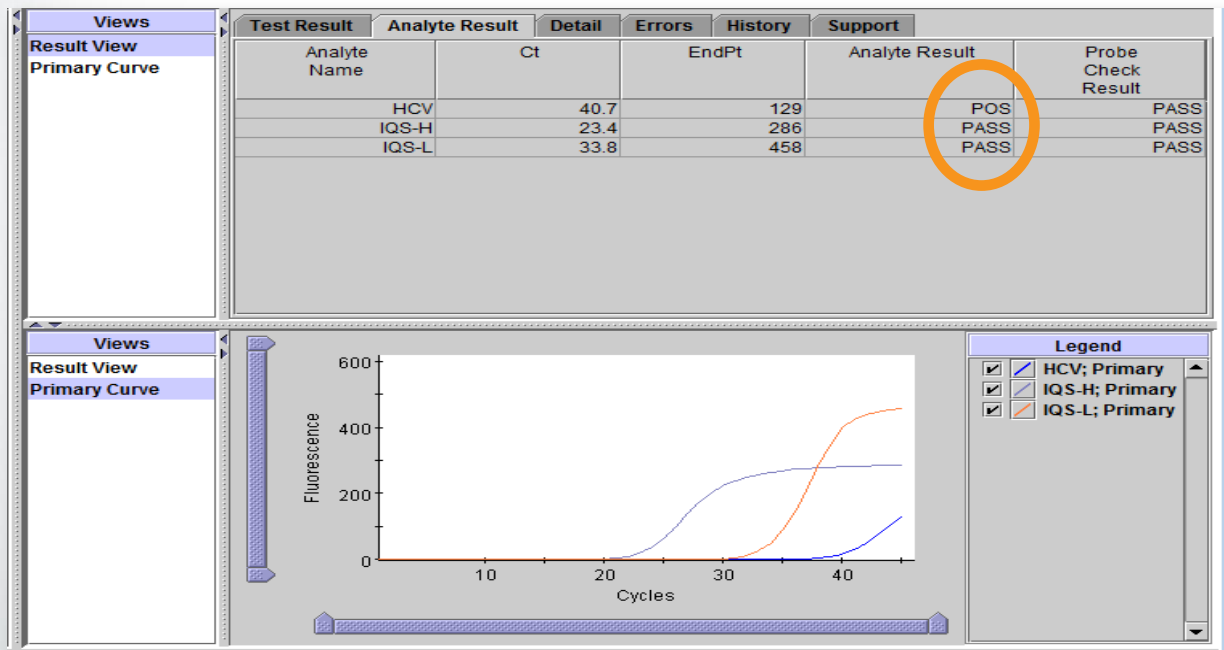 Views
Result View
Primary Curve
Test Result Analyte Result Detail Errors History Support
Analyte Name Ct EndPt Analyte Result Probe Check Result
HCV 40.7 129 POS PASS
IQS-H 23.4 286 PASS PASS
IQS-L 33.8 458 PASS PASS
Views
Result View
Primary Curve
600
400
200
0
Fluorescence
10 20 30 40
Cycles
Legend
HCV; Primary
IQS-H; Primary
IQS-L; Primary